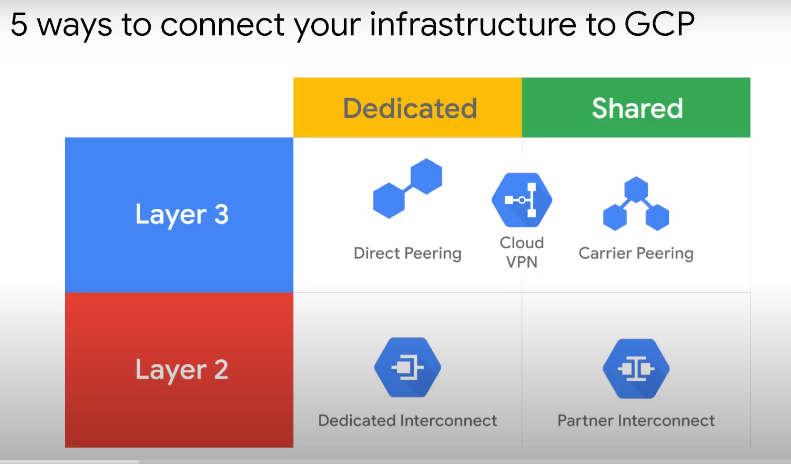 5 ways to connect your infrastructure to GCP
Dedicated
Shared
Layer 3
Direct Peering
Cloud
VPN
Carrier Peering
Layer 2
Dedicated Interconnect
Partner Interconnect